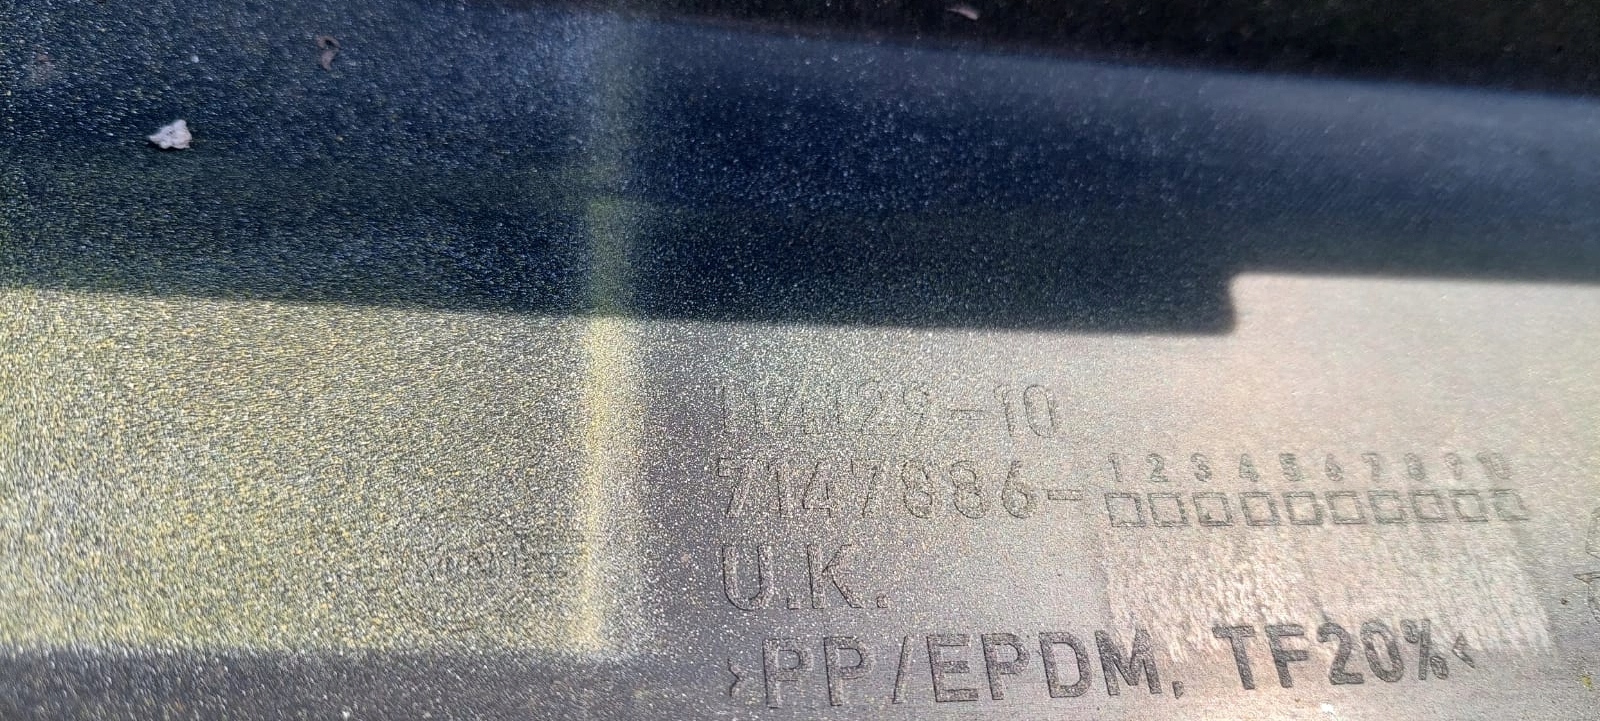 7147886-
1 2 3 4 5 6 7 8 9 10
U.K.
>PP/EPDM, TF20%<